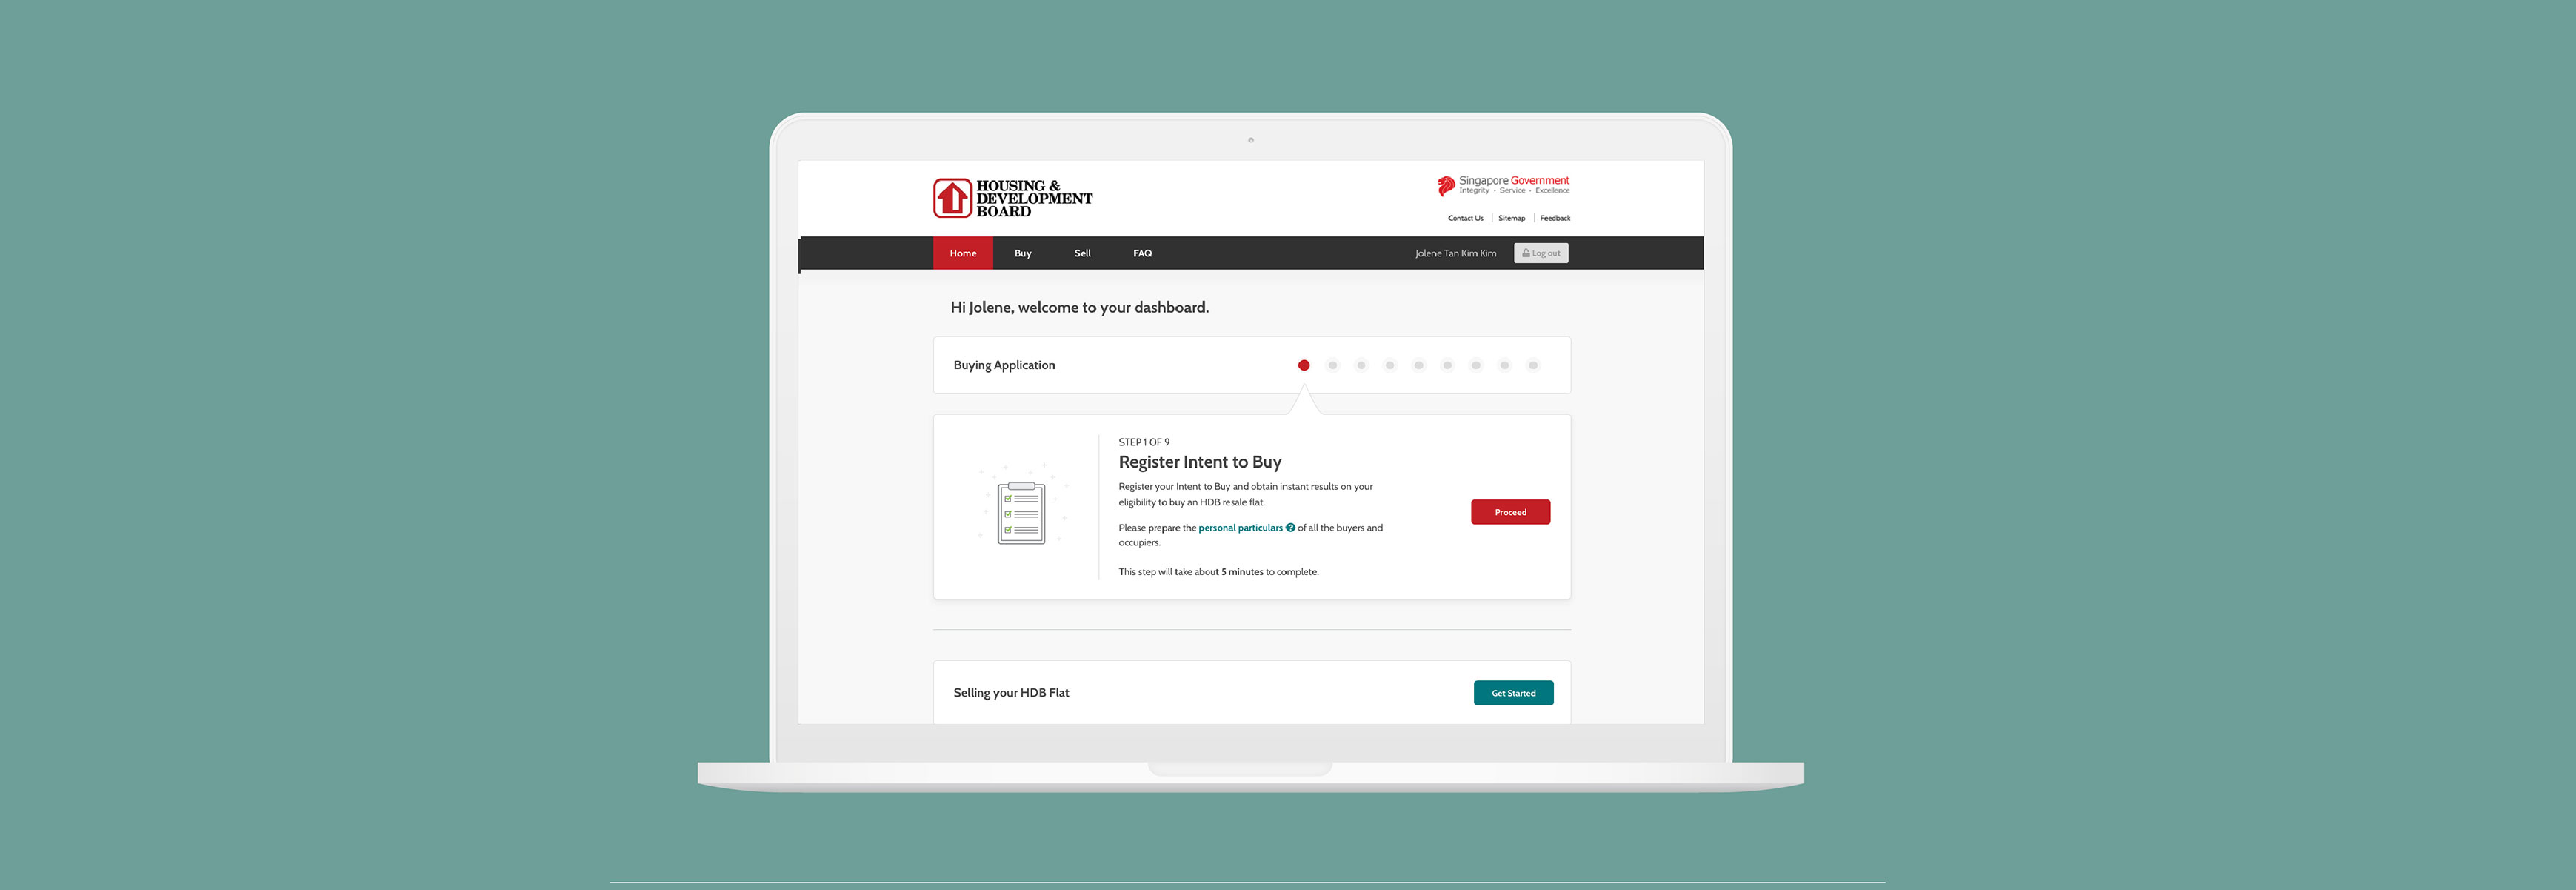 HOUSING &
DEVELOPMENT
BOARD
Singapore Government
Integrity · Service · Excellence
Contact Us | Sitemap | Feedback
Home Buy Sell FAQ Jolene Tan Kim Kim Log out
Hi Jolene, welcome to your dashboard.
Buying Application
STEP 1 OF 9
Register Intent to Buy
Register your Intent to Buy and obtain instant results on your
eligibility to buy an HDB resale flat.
Please prepare the personal particulars ? of all the buyers and
occupiers.
This step will take about 5 minutes to complete.
Proceed
Selling your HDB Flat
Get Started